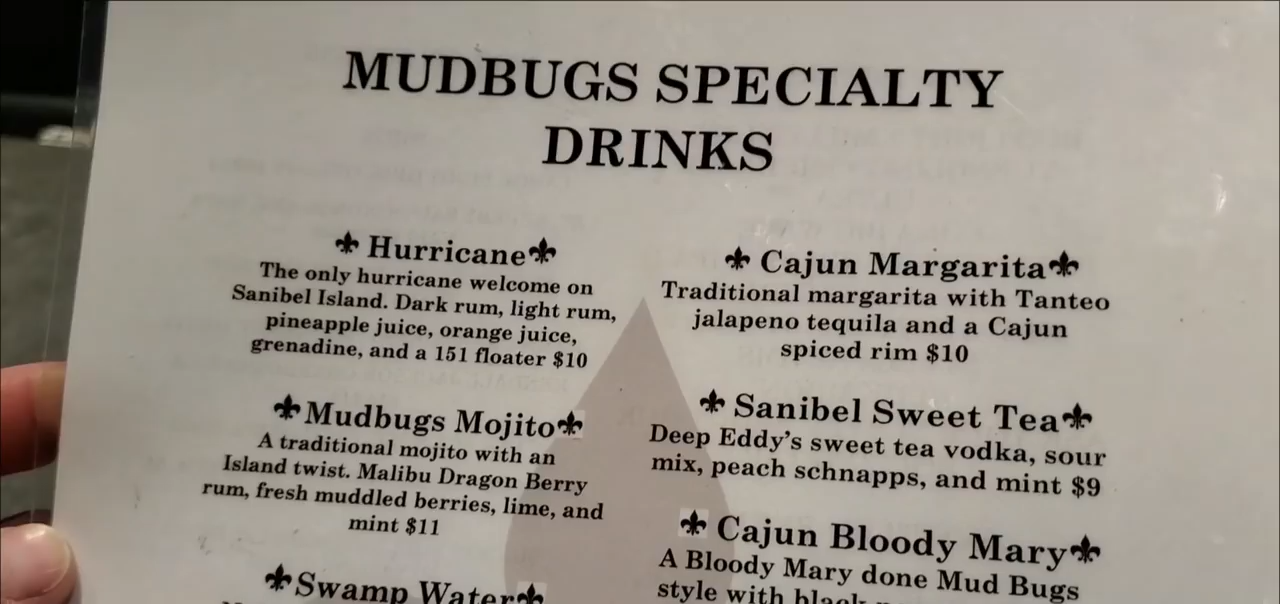 MUDBUGS SPECIALTY
DRINKS
Hurricane
The only hurricane welcome on
Sanibel Island. Dark rum, light rum,
pineapple juice, orange juice,
grenadine, and a 151 floater $10
Mudbugs Mojito
A traditional mojito with an
Island twist. Malibu Dragon Berry
rum, fresh muddled berries, lime, and
mint $11
Swamp Water
Cajun Margarita
Traditional margarita with Tanteo
jalapeno tequila and a Cajun
spiced rim $10
Sanibel Sweet Tea
Deep Eddy's sweet tea vodka, sour
mix, peach schnapps, and mint $9
Cajun Bloody Mary
A Bloody Mary done Mud Bugs
style with black